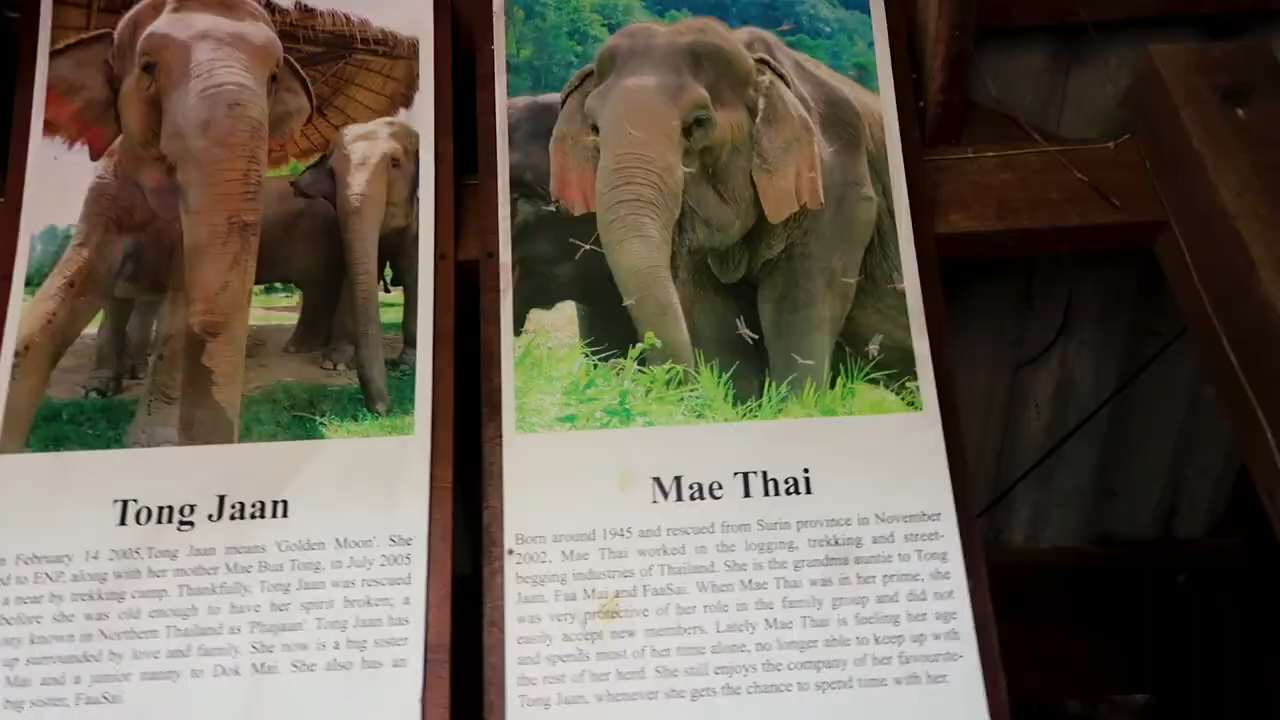 Tong Jaan
February 14 2005, Tong Jaan means 'Golden Moon'. She
to ENP, along with her mother Mae Bua Tong, in July 2005
a near by trekking camp. Thankfully, Tong Jaan was rescued
before she was old enough to have her spirit broken; a
known in Northern Thailand as 'Phajaan' Tong Jaan has
up surrounded by love and family. She now is a big sister
Mai and a junior nanny to Dok Mai. She also has an
big sister, FaaSai
Mae Thai
Born around 1945 and rescued from Surin province in November
2002, Mae Thai worked in the logging, trekking and street-
begging industries of Thailand. She is the grandma auntie to Tong
Jaan, Faa Mai and FaaSai. When Mae Thai was in her prime, she
was very protective of her role in the family group and did not
easily accept new members. Lately Mae Thai is feeling her age
and spends most of her time alone, no longer able to keep up with
the rest of her herd. She still enjoys the company of her favourite-
Tong Jaan, whenever she gets the chance to spend time with her.